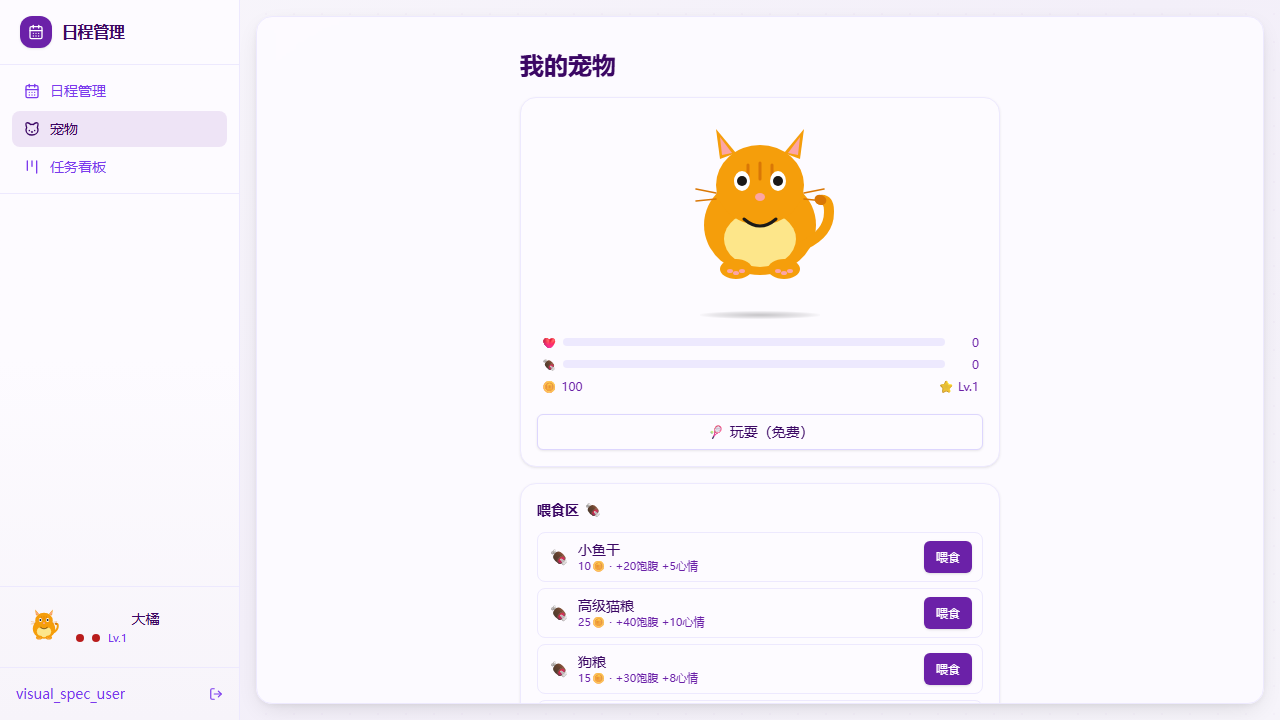 日程管理
日程管理
宠物
任务看板
大橘
Lv.1
visual_spec_user
我的宠物
0
0
100
Lv.1
玩耍（免费）
喂食区
小鱼干
10 · +20饱腹 +5心情
喂食
高级猫粮
25 · +40饱腹 +10心情
喂食
狗粮
15 · +30饱腹 +8心情
喂食